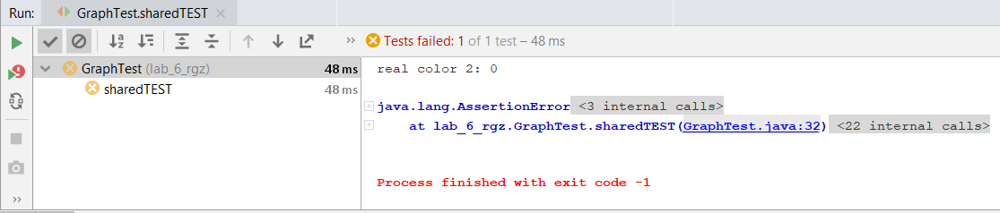 Run: GraphTest.sharedTEST ×
>> Tests failed: 1 of 1 test – 48 ms
GraphTest (lab_6_rgz) 48 ms
sharedTEST 48 ms
real color 2: 0
java.lang.AssertionError <3 internal calls>
at lab_6_rgz.GraphTest.sharedTEST(GraphTest.java:32) <22 internal calls>
Process finished with exit code -1
>>